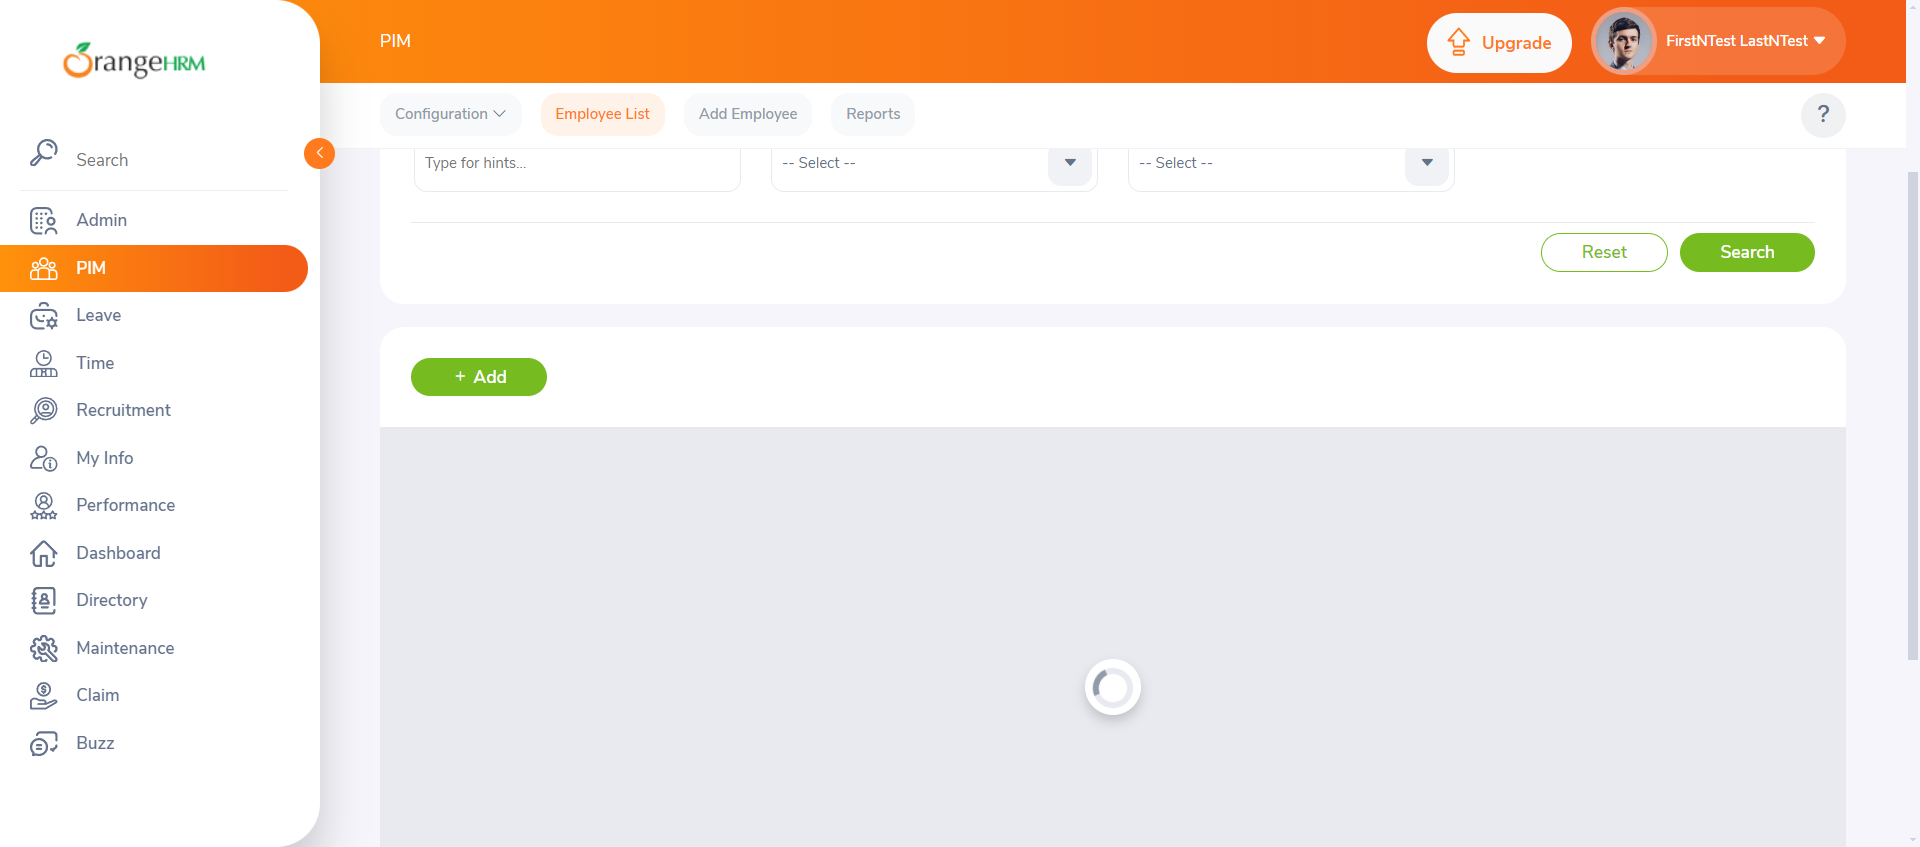 OrangeHRM
Search
Admin
PIM
Leave
Time
Recruitment
My Info
Performance
Dashboard
Directory
Maintenance
Claim
Buzz
PIM
Upgrade
FirstNTest LastNTest
Configuration
Employee List
Add Employee
Reports
?
Type for hints...
-- Select --
-- Select --
Reset
Search
+ Add